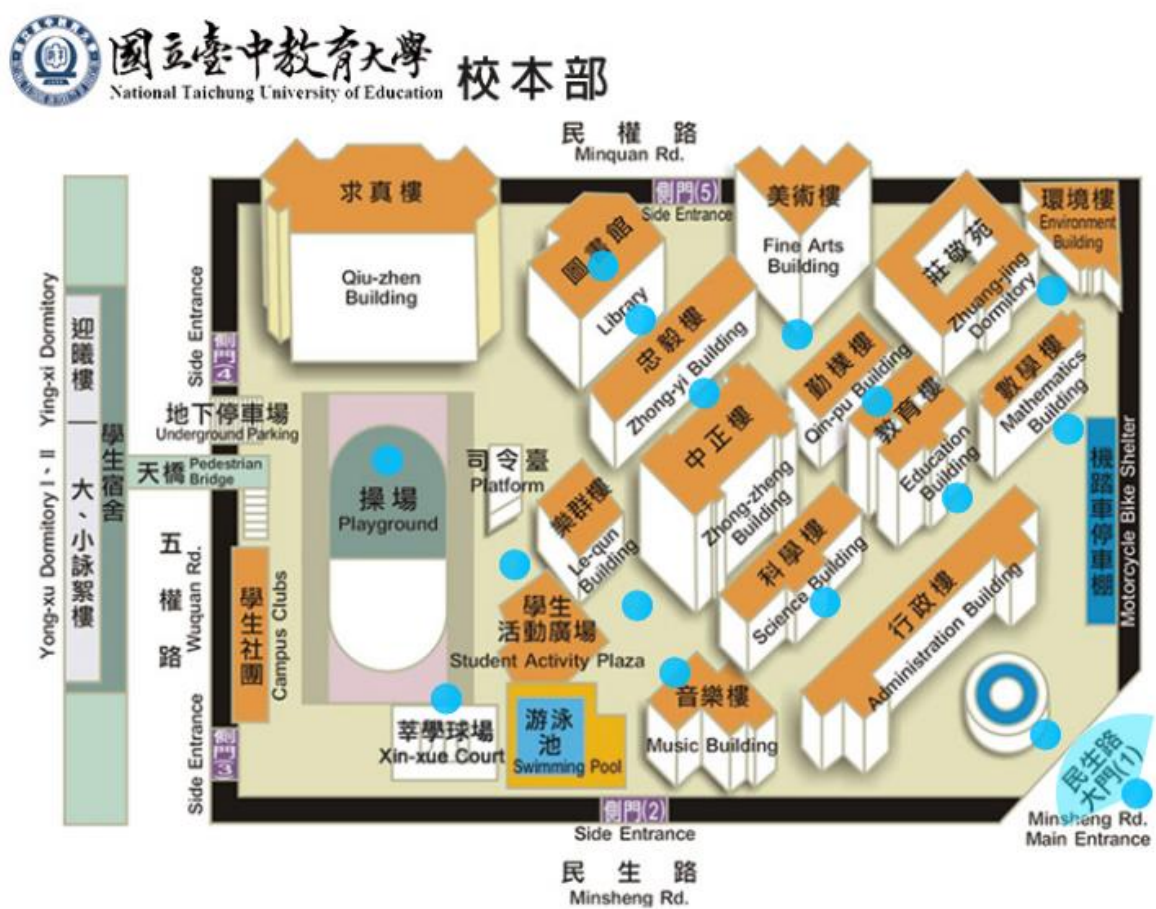 國立臺中教育大學
National Taichung University of Education
校本部
民權路
Minquan Rd.
側門(5)
Side Entrance
求真樓
Qiu-zhen
Building
圖書館
Library
美術樓
Fine Arts
Building
莊敬苑
Zhuang-jing
Dormitory
環境樓
Environment
Building
忠毅樓
Zhong-yi Building
勤樸樓
Qin-pu Building
教育樓
Education
Building
數學樓
Mathematics
Building
機踏車停車棚
Motorcycle Bike Shelter
中正樓
Zhong-zheng
Building
科學樓
Science Building
行政樓
Administration Building
樂群樓
Le-qun
Building
司令臺
Platform
操場
Playground
學生
活動廣場
Student Activity Plaza
音樂樓
Music Building
游泳
池
Swimming Pool
莘學球場
Xin-xue Court
學生社團
Campus Clubs
地下停車場
Underground Parking
天橋
Pedestrian
Bridge
側門(4)
Side Entrance
側門(3)
Side Entrance
五權路
Wuquan Rd.
學生宿舍
迎曦樓
Ying-xi Dormitory
大、小詠絮樓
Yong-xu Dormitory I、II
側門(2)
Side Entrance
民生路
Minsheng Rd.
民生路
大門(1)
Minsheng Rd.
Main Entrance